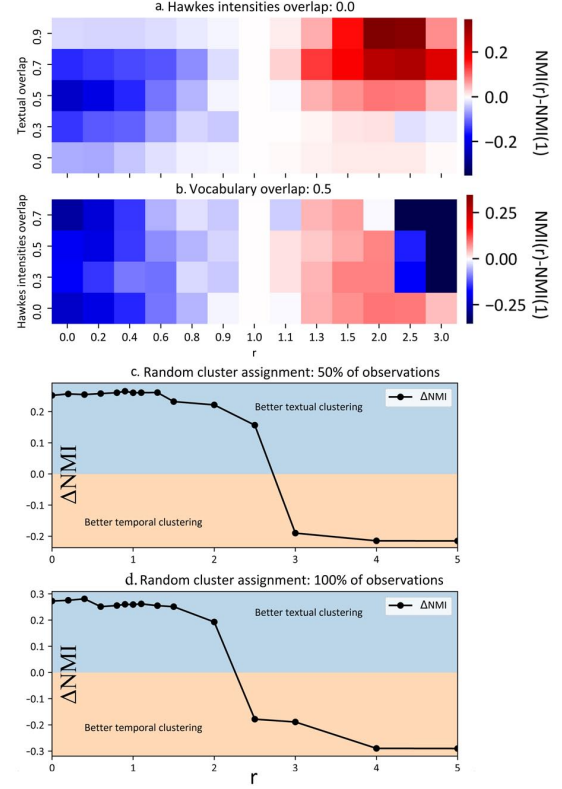 a. Hawkes intensities overlap: 0.0
Textual overlap
0.9
0.7
0.5
0.3
0.0
0.2
0.0
−0.2
NMI(r)-NMI(1)
b. Vocabulary overlap: 0.5
Hawkes intensities overlap
0.7
0.5
0.3
0.0
0.0 0.2 0.4 0.6 0.8 0.9 1.0 1.1 1.3 1.5 2.0 2.5 3.0
r
0.25
0.00
−0.25
NMI(r)-NMI(1)
c. Random cluster assignment: 50% of observations
ΔNMI
0.2
0.1
0.0
−0.1
−0.2
Better textual clustering
ΔNMI
Better temporal clustering
0 1 2 3 4 5
d. Random cluster assignment: 100% of observations
ΔNMI
0.3
0.2
0.1
0.0
−0.1
−0.2
−0.3
Better textual clustering
ΔNMI
Better temporal clustering
0 1 2 3 4 5
r